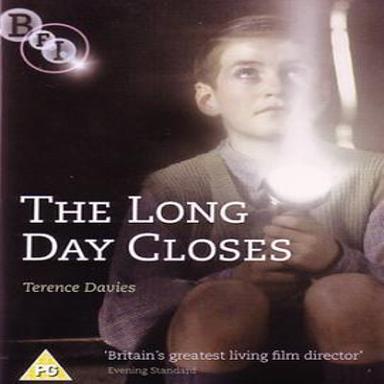 BFI
THE LONG
DAY CLOSES
Terence Davies
PG
'Britain's greatest living film director'
Evening Standard